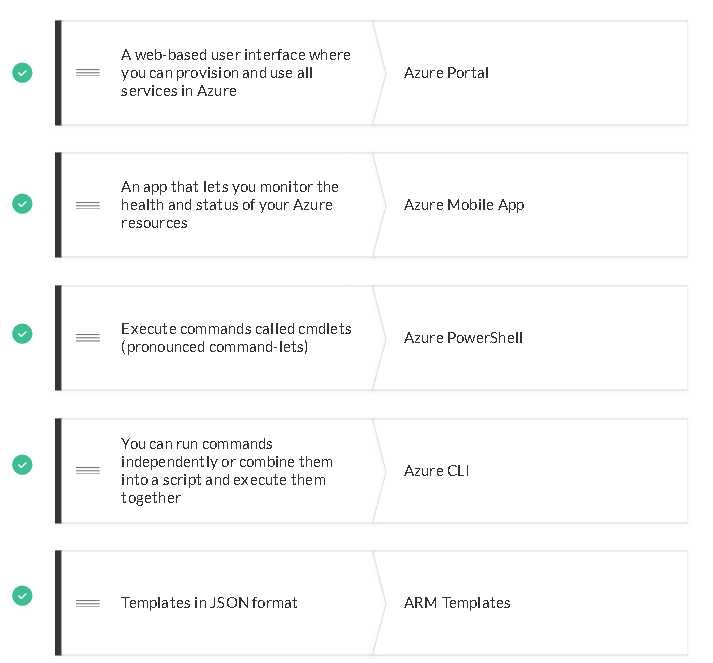 A web-based user interface where
you can provision and use all
services in Azure
Azure Portal
An app that lets you monitor the
health and status of your Azure
resources
Azure Mobile App
Execute commands called cmdlets
(pronounced command-lets)
Azure PowerShell
You can run commands
independently or combine them
into a script and execute them
together
Azure CLI
Templates in JSON format
ARM Templates